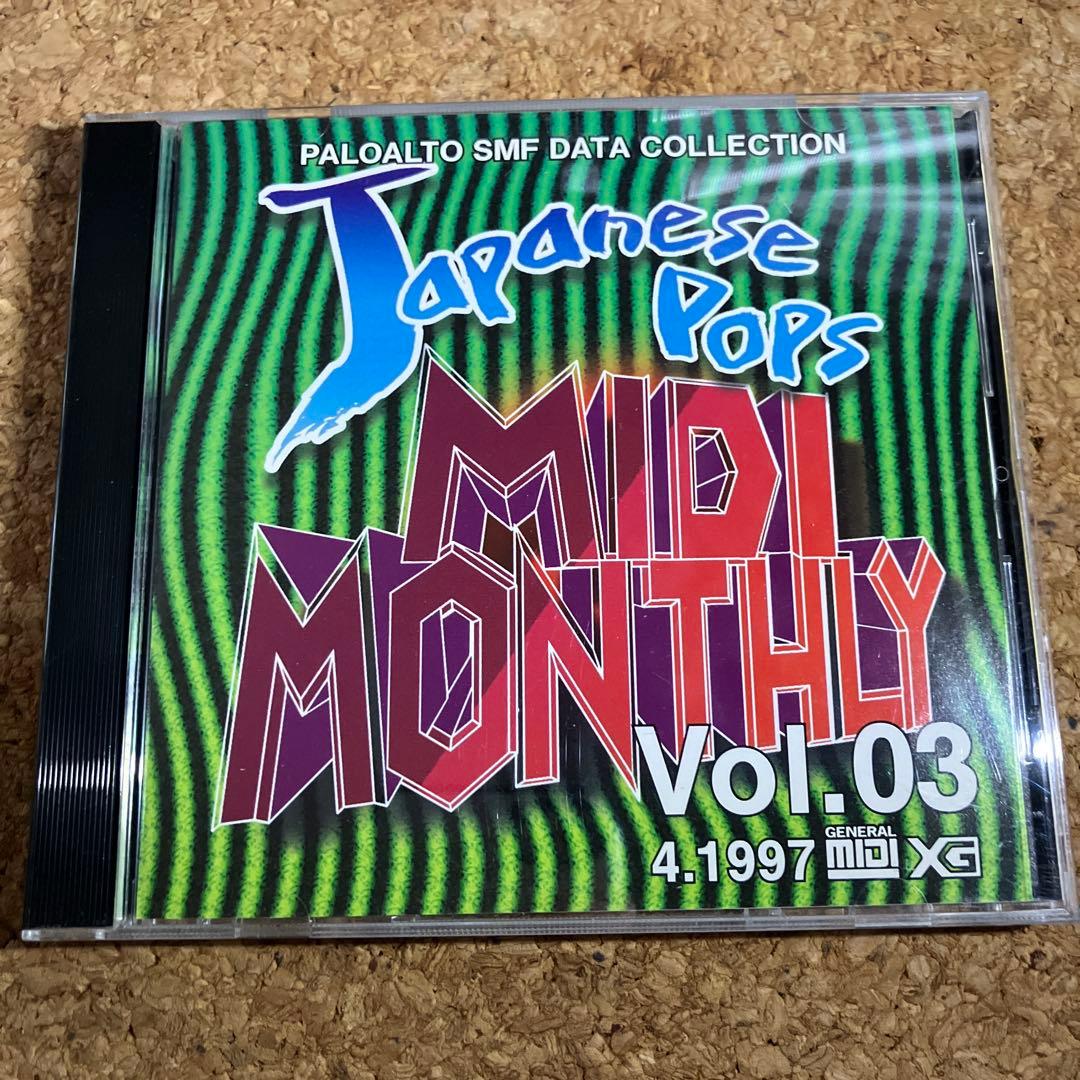 PALOALTO SMF DATA COLLECTION
Japanese
Pops
MIDI
MONTHLY
Vol.03
4.1997
GENERAL
MIDI
XG